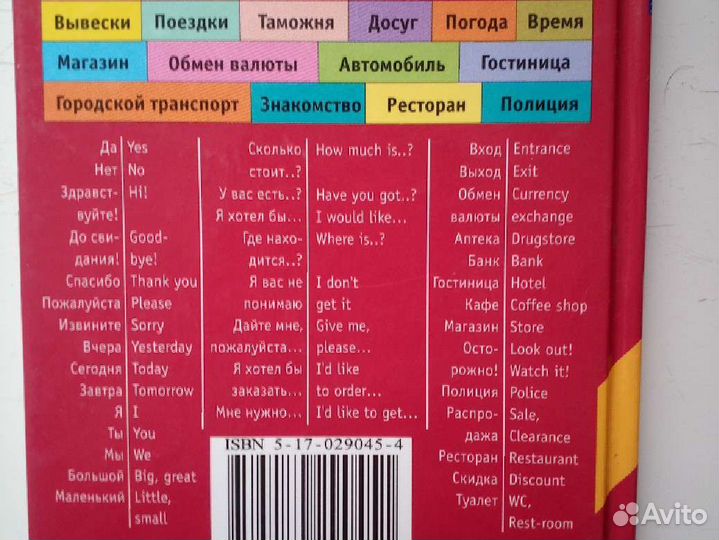 Вывески Поездки Таможня Досуг Погода Время
Магазин Обмен валюты Автомобиль Гостиница
Городской транспорт Знакомство Ресторан Полиция
Да Yes
Нет No
Здравст- Hi!
вуйте!
До сви- Good-
дания! bye!
Спасибо Thank you
Пожалуйста Please
Извините Sorry
Вчера Yesterday
Сегодня Today
Завтра Tomorrow
Я I
Ты You
Мы We
Большой Big, great
Маленький Little,
small
Сколько How much is..?
стоит..?
У вас есть..? Have you got..?
Я хотел бы... I would like...
Где нахо- Where is..?
дится..?
Я вас не I don't
понимаю get it
Дайте мне, Give me,
пожалуйста... please...
Я хотел бы I'd like
заказать... to order...
Мне нужно... I'd like to get...
ISBN 5-17-029045-4
Вход Entrance
Выход Exit
Обмен Currency
валюты exchange
Аптека Drugstore
Банк Bank
Гостиница Hotel
Кафе Coffee shop
Магазин Store
Осто- Look out!
рожно! Watch it!
Полиция Police
Распро- Sale,
дажа Clearance
Ресторан Restaurant
Скидка Discount
Туалет WC,
Rest-room
Avito